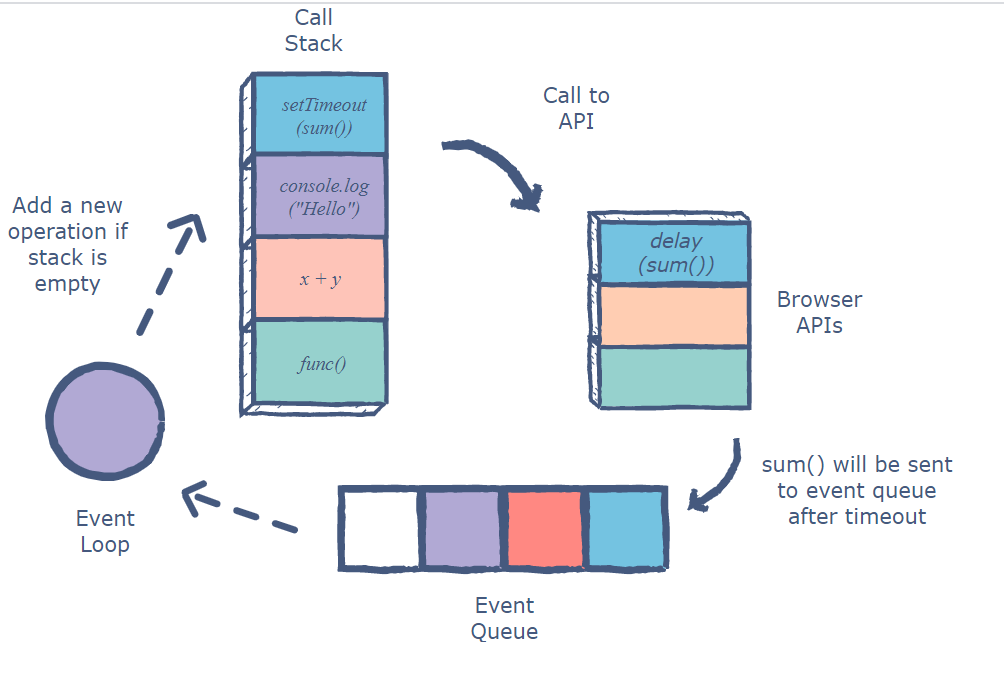 Call
Stack
setTimeout
(sum())
console.log
("Hello")
x + y
func()
Call to
API
delay
(sum())
Browser
APIs
Add a new
operation if
stack is
empty
Event
Loop
sum() will be sent
to event queue
after timeout
Event
Queue